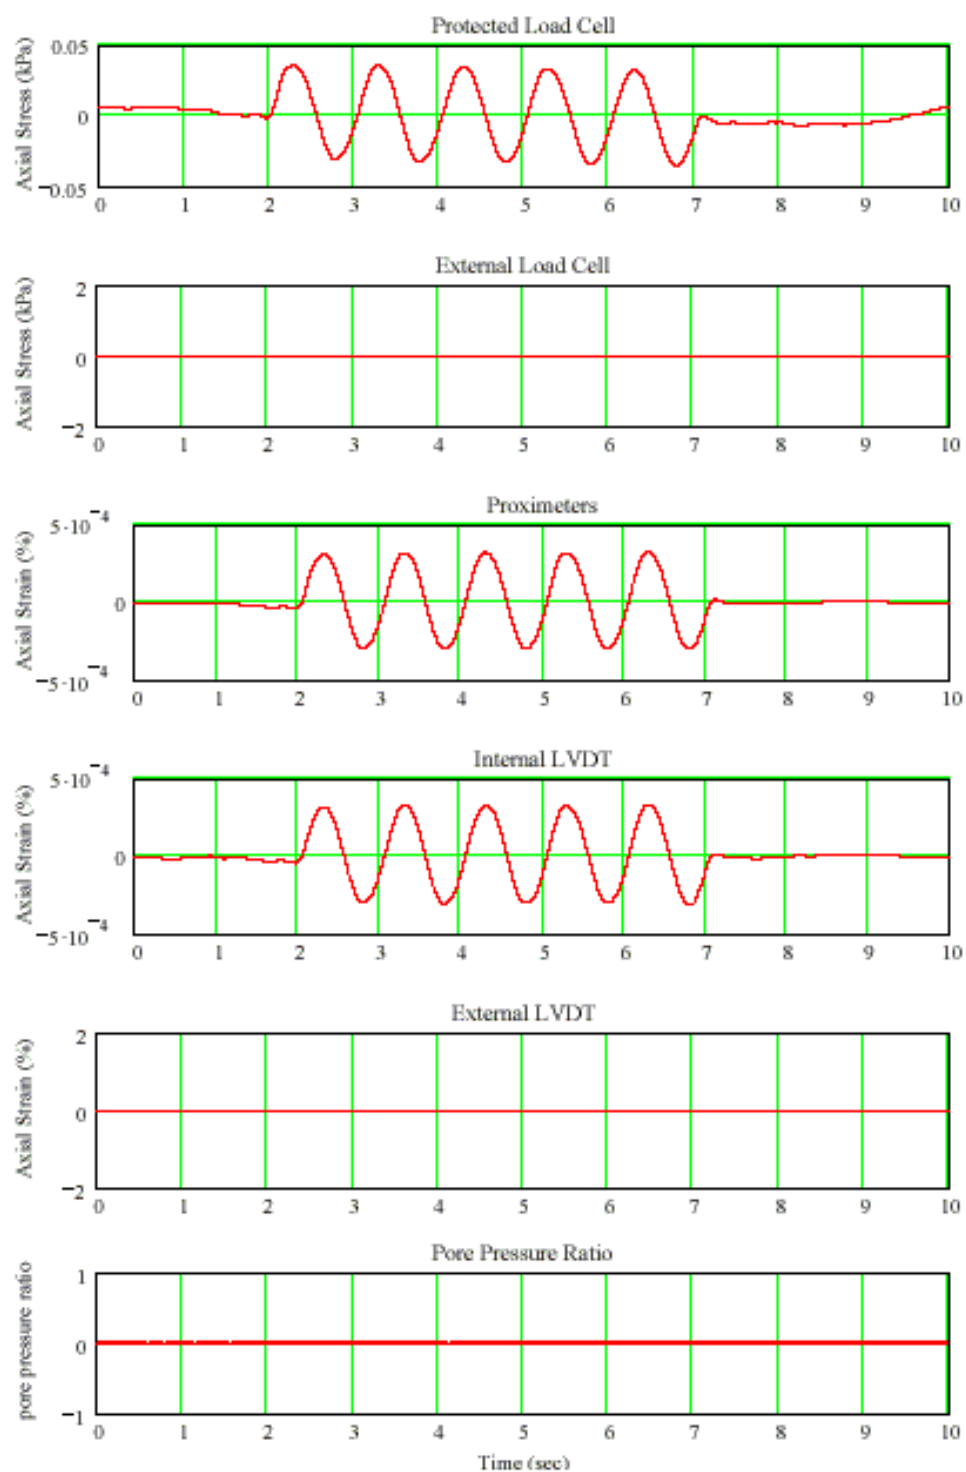 Protected Load Cell
Axial Stress (kPa)
0.05
0
−0.05
0 1 2 3 4 5 6 7 8 9 10
External Load Cell
Axial Stress (kPa)
2
0
−2
0 1 2 3 4 5 6 7 8 9 10
Proximeters
Axial Strain (%)
5·10⁻⁴
0
−5·10⁻⁴
0 1 2 3 4 5 6 7 8 9 10
Internal LVDT
Axial Strain (%)
5·10⁻⁴
0
−5·10⁻⁴
0 1 2 3 4 5 6 7 8 9 10
External LVDT
Axial Strain (%)
2
0
−2
0 1 2 3 4 5 6 7 8 9 10
Pore Pressure Ratio
pore pressure ratio
1
0
−1
0 1 2 3 4 5 6 7 8 9 10
Time (sec)